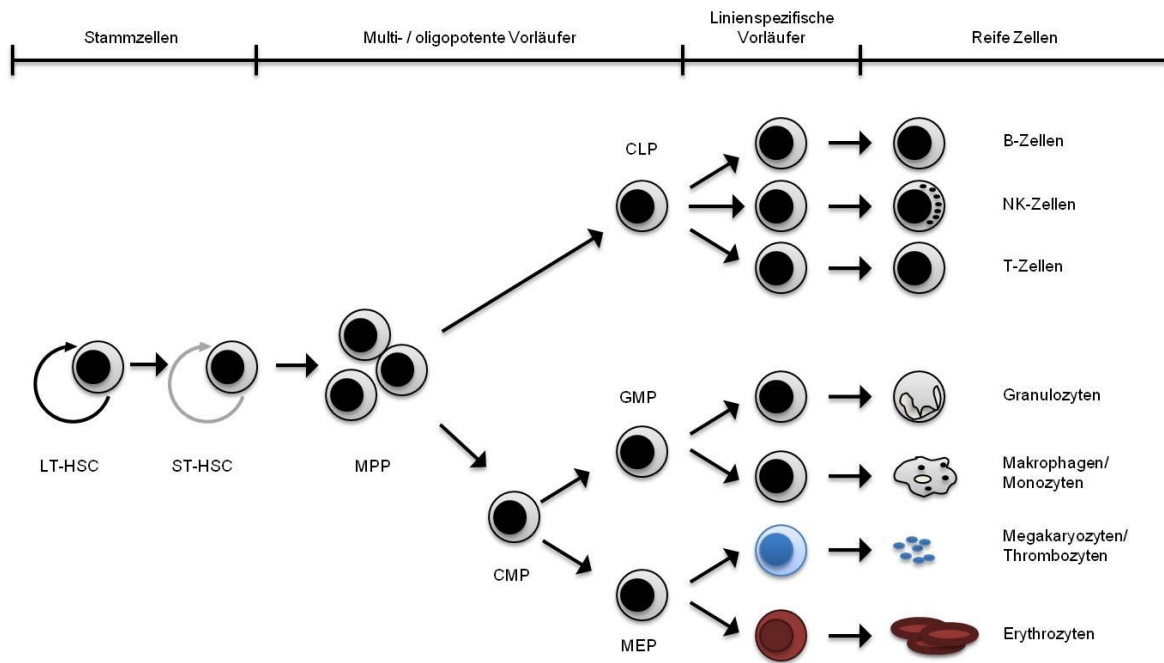 Stammzellen
Multi- / oligopotente Vorläufer
Linienspezifische
Vorläufer
Reife Zellen
CLP
B-Zellen
NK-Zellen
T-Zellen
LT-HSC
ST-HSC
MPP
GMP
Granulozyten
Makrophagen/
Monozyten
CMP
Megakaryozyten/
Thrombozyten
MEP
Erythrozyten